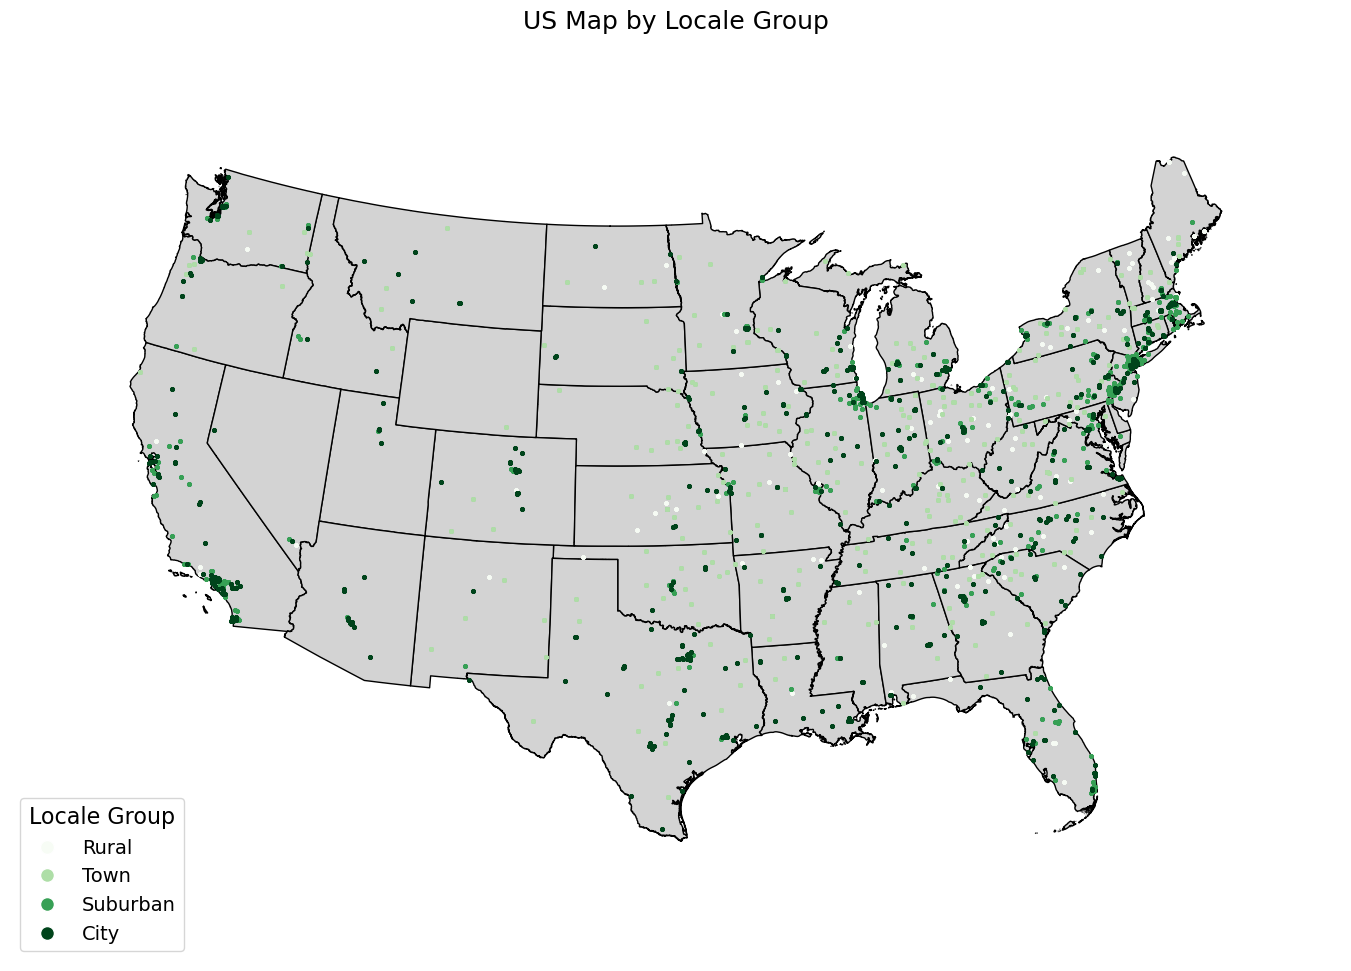 US Map by Locale Group
Locale Group
Rural
Town
Suburban
City